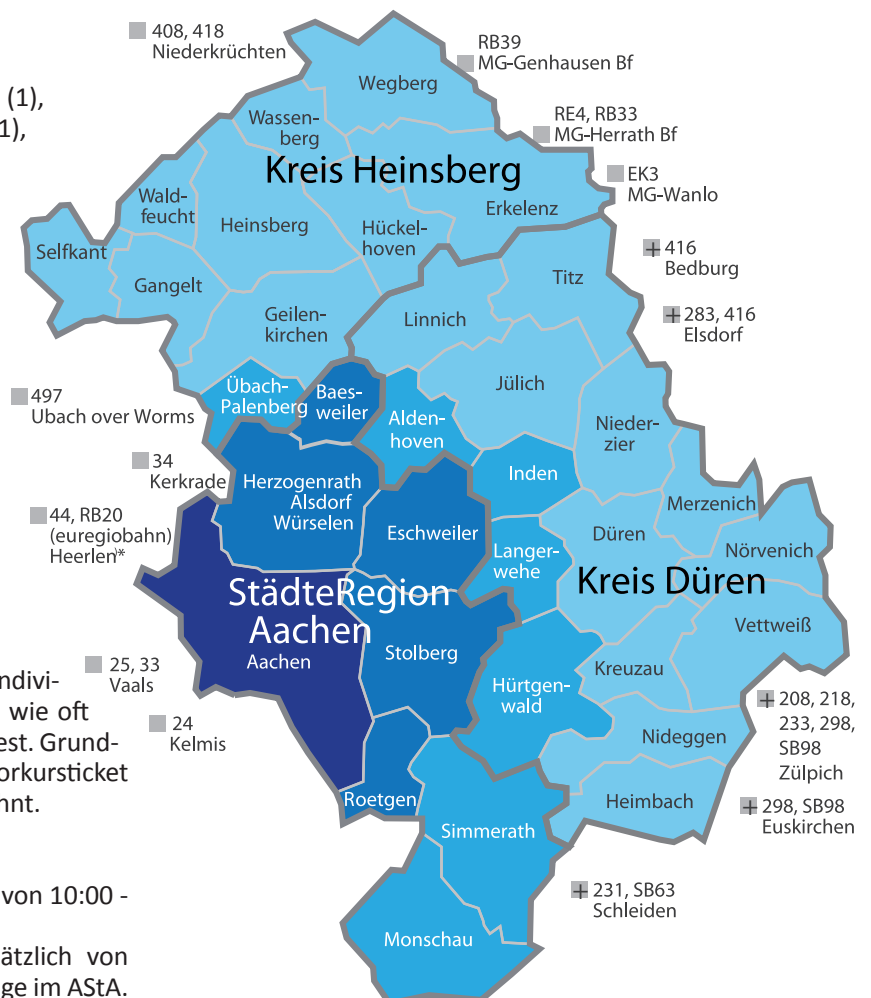 408, 418
Niederkrüchten
RB39
MG-Genhausen Bf
(1),
1),
Wegberg
RE4, RB33
MG-Herrath Bf
Wassen-
berg
Kreis Heinsberg
EK3
MG-Wanlo
Wald-
feucht
Heinsberg
Hückel-
hoven
Erkelenz
Selfkant
Gangelt
416
Bedburg
Titz
Geilen-
kirchen
Linnich
283, 416
Elsdorf
497
Ubach over Worms
Übach-
Palenberg
Baes-
weiler
Alden-
hoven
Jülich
Nieder-
zier
34
Kerkrade
Herzogenrath
Alsdorf
Würselen
Inden
Merzenich
44, RB20
(euregiobahn)
Heerlen)*
Eschweiler
Langer-
wehe
Düren
Nörvenich
StädteRegion
Aachen
Aachen
Kreis Düren
Stolberg
Vettweiß
25, 33
Vaals
Kreuzau
Hürtgen-
wald
24
Kelmis
208, 218,
233, 298,
SB98
Zülpich
Nideggen
Roetgen
Heimbach
298, SB98
Euskirchen
Simmerath
231, SB63
Schleiden
Monschau
ndivi-
wie oft
est. Grund-
orkursticket
nnt.
von 10:00 -
ätzlich von
ge im AStA.